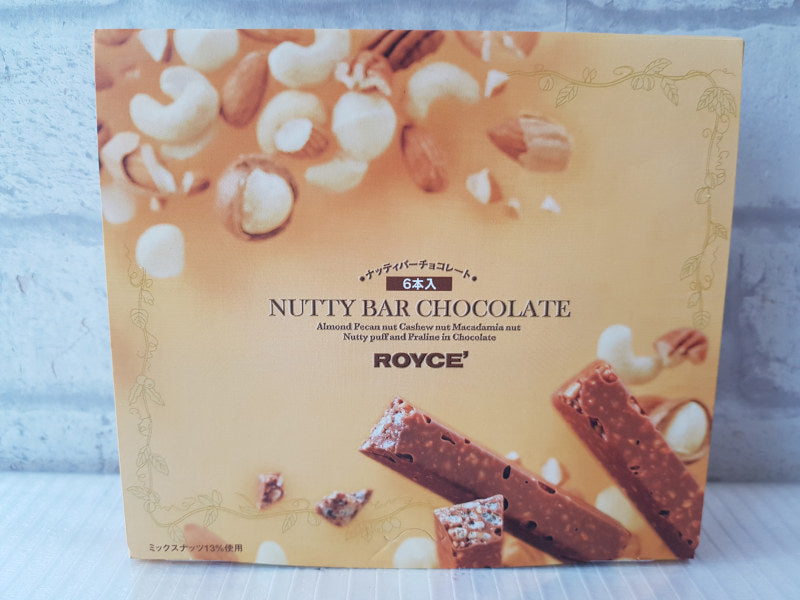 •ナッティバーチョコレート•
6本入
NUTTY BAR CHOCOLATE
Almond Pecan nut Cashew nut Macadamia nut
Nutty puff and Praline in Chocolate
ROYCE'
ミックスナッツ13%使用